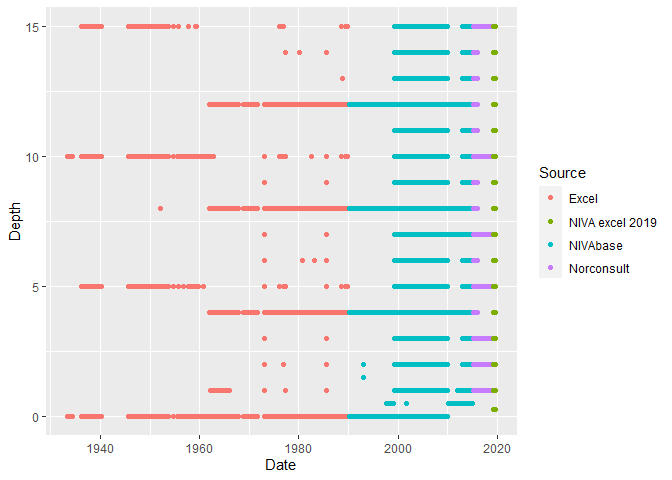 15
10
5
0
Depth
1940
1960
1980
2000
2020
Date
Source
Excel
NIVA excel 2019
NIVAbase
Norconsult